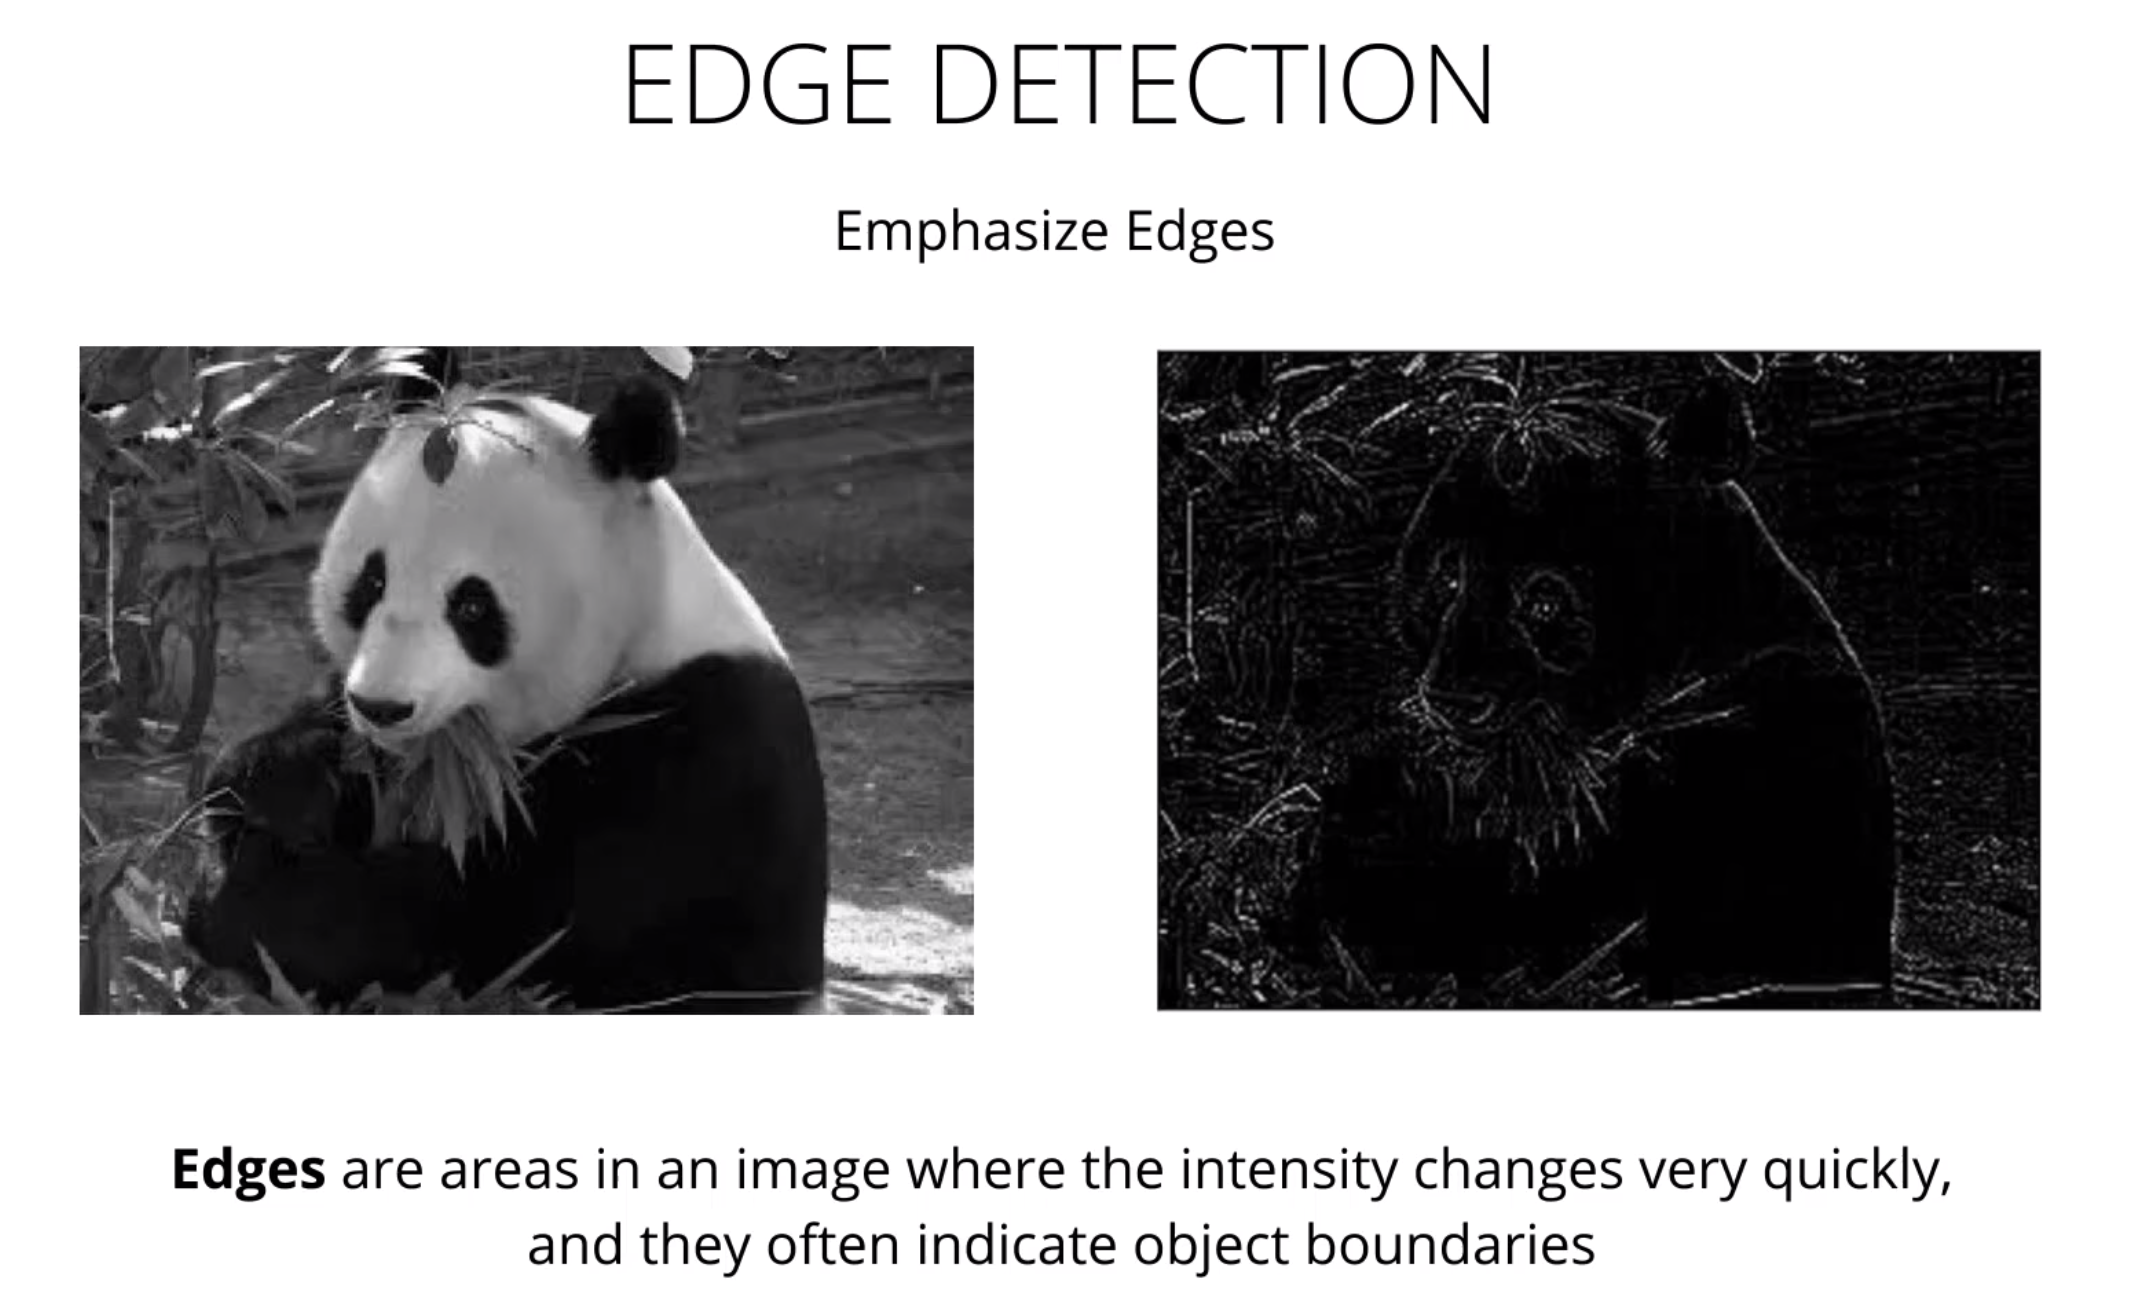 EDGE DETECTION
Emphasize Edges
Edges are areas in an image where the intensity changes very quickly,
and they often indicate object boundaries